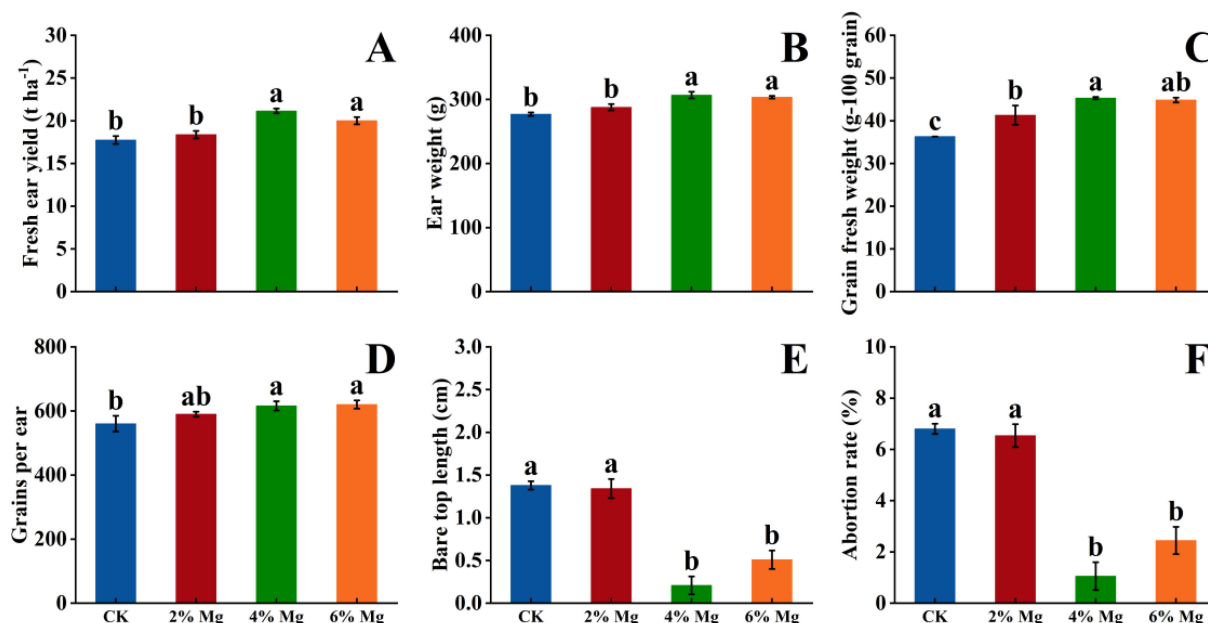 A
Fresh ear yield (t ha⁻¹)
30
25
20
15
10
5
0
b b a a
B
Ear weight (g)
400
300
200
100
0
b b a a
C
Grain fresh weight (g-100 grain)
60
50
40
30
20
10
0
c b a ab
D
Grains per ear
800
600
400
200
0
b ab a a
CK 2% Mg 4% Mg 6% Mg
E
Bare top length (cm)
3.0
2.5
2.0
1.5
1.0
0.5
0.0
a a b b
CK 2% Mg 4% Mg 6% Mg
F
Abortion rate (%)
10
8
6
4
2
0
a a b b
CK 2% Mg 4% Mg 6% Mg